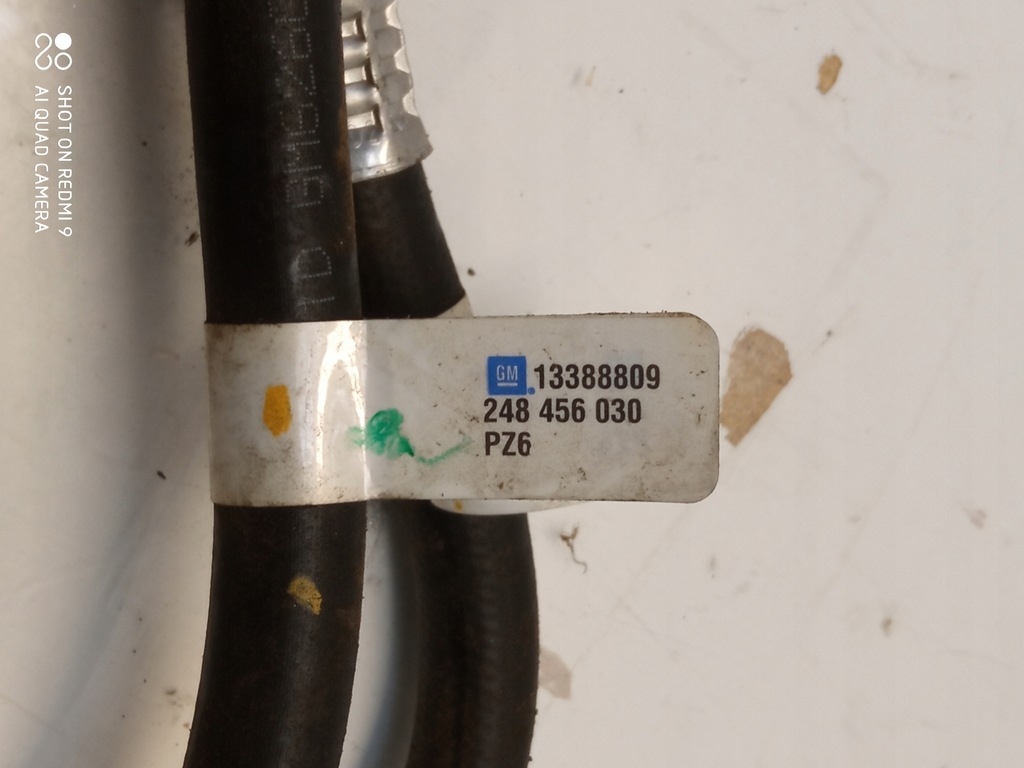 SHOT ON REDMI 9
AI QUAD CAMERA
GM 13388809
248 456 030
PZ6